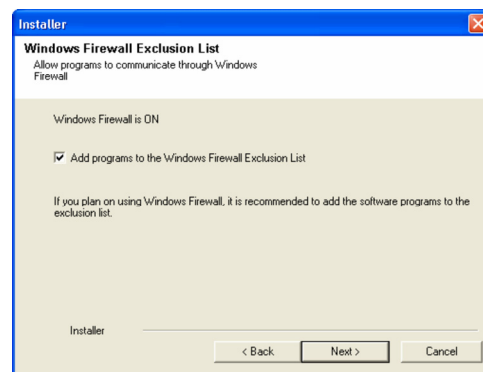 Installer
Windows Firewall Exclusion List
Allow programs to communicate through Windows
Firewall
Windows Firewall is ON
Add programs to the Windows Firewall Exclusion List
If you plan on using Windows Firewall, it is recommended to add the software programs to the
exclusion list.
Installer
< Back
Next >
Cancel